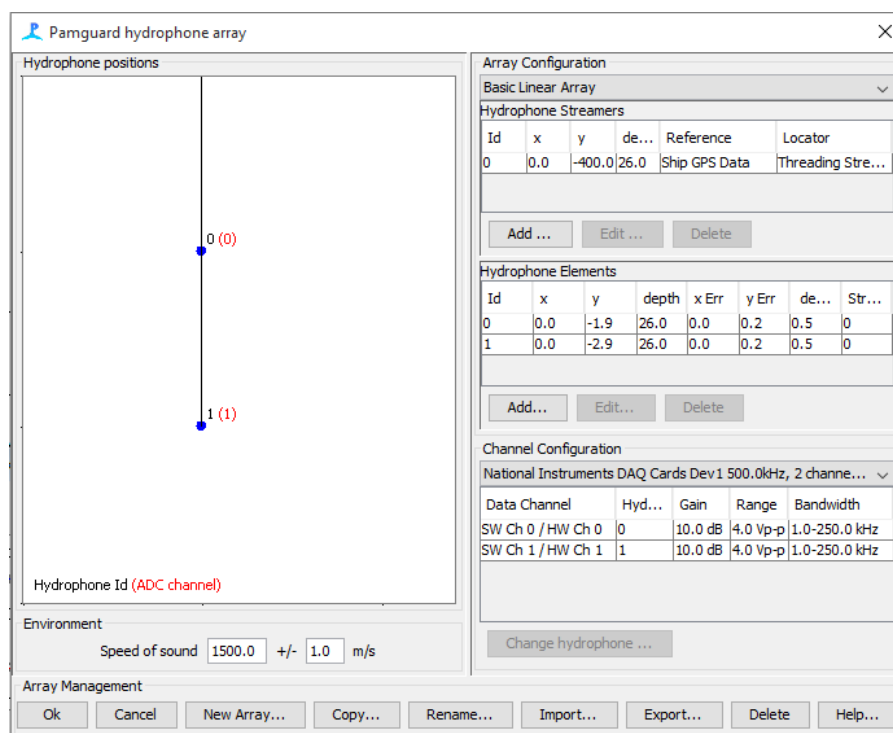 Pamguard hydrophone array
Hydrophone positions
0 (0)
1 (1)
Hydrophone Id (ADC channel)
Environment
Speed of sound 1500.0 +/- 1.0 m/s
Array Configuration
Basic Linear Array
Hydrophone Streamers
Id x y de... Reference Locator
0 0.0 -400.0 26.0 Ship GPS Data Threading Stre...
Add ... Edit ... Delete
Hydrophone Elements
Id x y depth x Err y Err de... Str...
0 0.0 -1.9 26.0 0.0 0.2 0.5 0
1 0.0 -2.9 26.0 0.0 0.2 0.5 0
Add... Edit... Delete
Channel Configuration
National Instruments DAQ Cards Dev1 500.0kHz, 2 channe...
Data Channel Hyd... Gain Range Bandwidth
SW Ch 0 / HW Ch 0 0 10.0 dB 4.0 Vp-p 1.0-250.0 kHz
SW Ch 1 / HW Ch 1 1 10.0 dB 4.0 Vp-p 1.0-250.0 kHz
Change hydrophone ...
Array Management
Ok Cancel New Array... Copy... Rename... Import... Export... Delete Help...